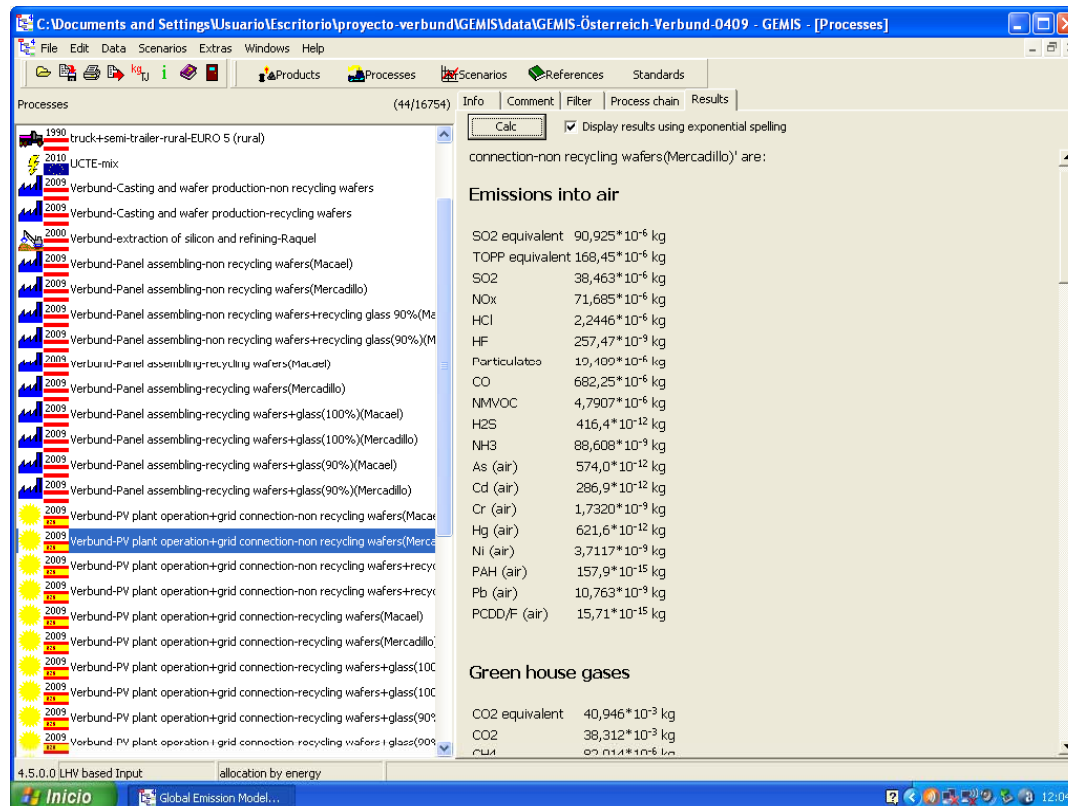 C:\Documents and Settings\Usuario\Escritorio\proyecto-verbund\GEMIS\data\GEMIS-Österreich-Verbund-0409 - GEMIS - [Processes]
File Edit Data Scenarios Extras Windows Help
kg TJ i Products Processes Scenarios References Standards
Processes (44/16754)
1990 truck+semi-trailer-rural-EURO 5 (rural)
2010 UCTE-mix
2009 Verbund-Casting and wafer production-non recycling wafers
2009 Verbund-Casting and wafer production-recycling wafers
2000 Verbund-extraction of silicon and refining-Raquel
2009 Verbund-Panel assembling-non recycling wafers(Macael)
2009 Verbund-Panel assembling-non recycling wafers(Mercadillo)
2009 Verbund-Panel assembling-non recycling wafers+recycling glass 90%(Ma
2009 Verbund-Panel assembling-non recycling wafers+recycling glass(90%)(M
2009 Verbund-Panel assembling-recycling wafers(Macael)
2009 Verbund-Panel assembling-recycling wafers(Mercadillo)
2009 Verbund-Panel assembling-recycling wafers+glass(100%)(Macael)
2009 Verbund-Panel assembling-recycling wafers+glass(100%)(Mercadillo)
2009 Verbund-Panel assembling-recycling wafers+glass(90%)(Macael)
2009 Verbund-Panel assembling-recycling wafers+glass(90%)(Mercadillo)
2009 Verbund-PV plant operation+grid connection-non recycling wafers(Macae
2009 Verbund-PV plant operation+grid connection-non recycling wafers(Merca
2009 Verbund-PV plant operation+grid connection-non recycling wafers+recyc
2009 Verbund-PV plant operation+grid connection-non recycling wafers+recyc
2009 Verbund-PV plant operation+grid connection-recycling wafers(Macael)
2009 Verbund-PV plant operation+grid connection-recycling wafers(Mercadillo)
2009 Verbund-PV plant operation+grid connection-recycling wafers+glass(100
2009 Verbund-PV plant operation+grid connection-recycling wafers+glass(100
2009 Verbund-PV plant operation+grid connection-recycling wafers+glass(90%
2009 Verbund-PV plant operation+grid connection-recycling wafers+glass(90%
Info Comment Filter Process chain Results
Calc Display results using exponential spelling
connection-non recycling wafers(Mercadillo)' are:
Emissions into air
SO2 equivalent 90,925*10⁻⁶ kg
TOPP equivalent 168,45*10⁻⁶ kg
SO2 38,463*10⁻⁶ kg
NOx 71,685*10⁻⁶ kg
HCl 2,2446*10⁻⁶ kg
HF 257,47*10⁻⁹ kg
Particulates 19,409*10⁻⁶ kg
CO 682,25*10⁻⁶ kg
NMVOC 4,7907*10⁻⁶ kg
H2S 416,4*10⁻¹² kg
NH3 88,608*10⁻⁹ kg
As (air) 574,0*10⁻¹² kg
Cd (air) 286,9*10⁻¹² kg
Cr (air) 1,7320*10⁻⁹ kg
Hg (air) 621,6*10⁻¹² kg
Ni (air) 3,7117*10⁻⁹ kg
PAH (air) 157,9*10⁻¹⁵ kg
Pb (air) 10,763*10⁻⁹ kg
PCDD/F (air) 15,71*10⁻¹⁵ kg
Green house gases
CO2 equivalent 40,946*10⁻³ kg
CO2 38,312*10⁻³ kg
CH4 82,014*10⁻⁶ kg
4.5.0.0 LHV based Input allocation by energy
Inicio Global Emission Model... 12:04